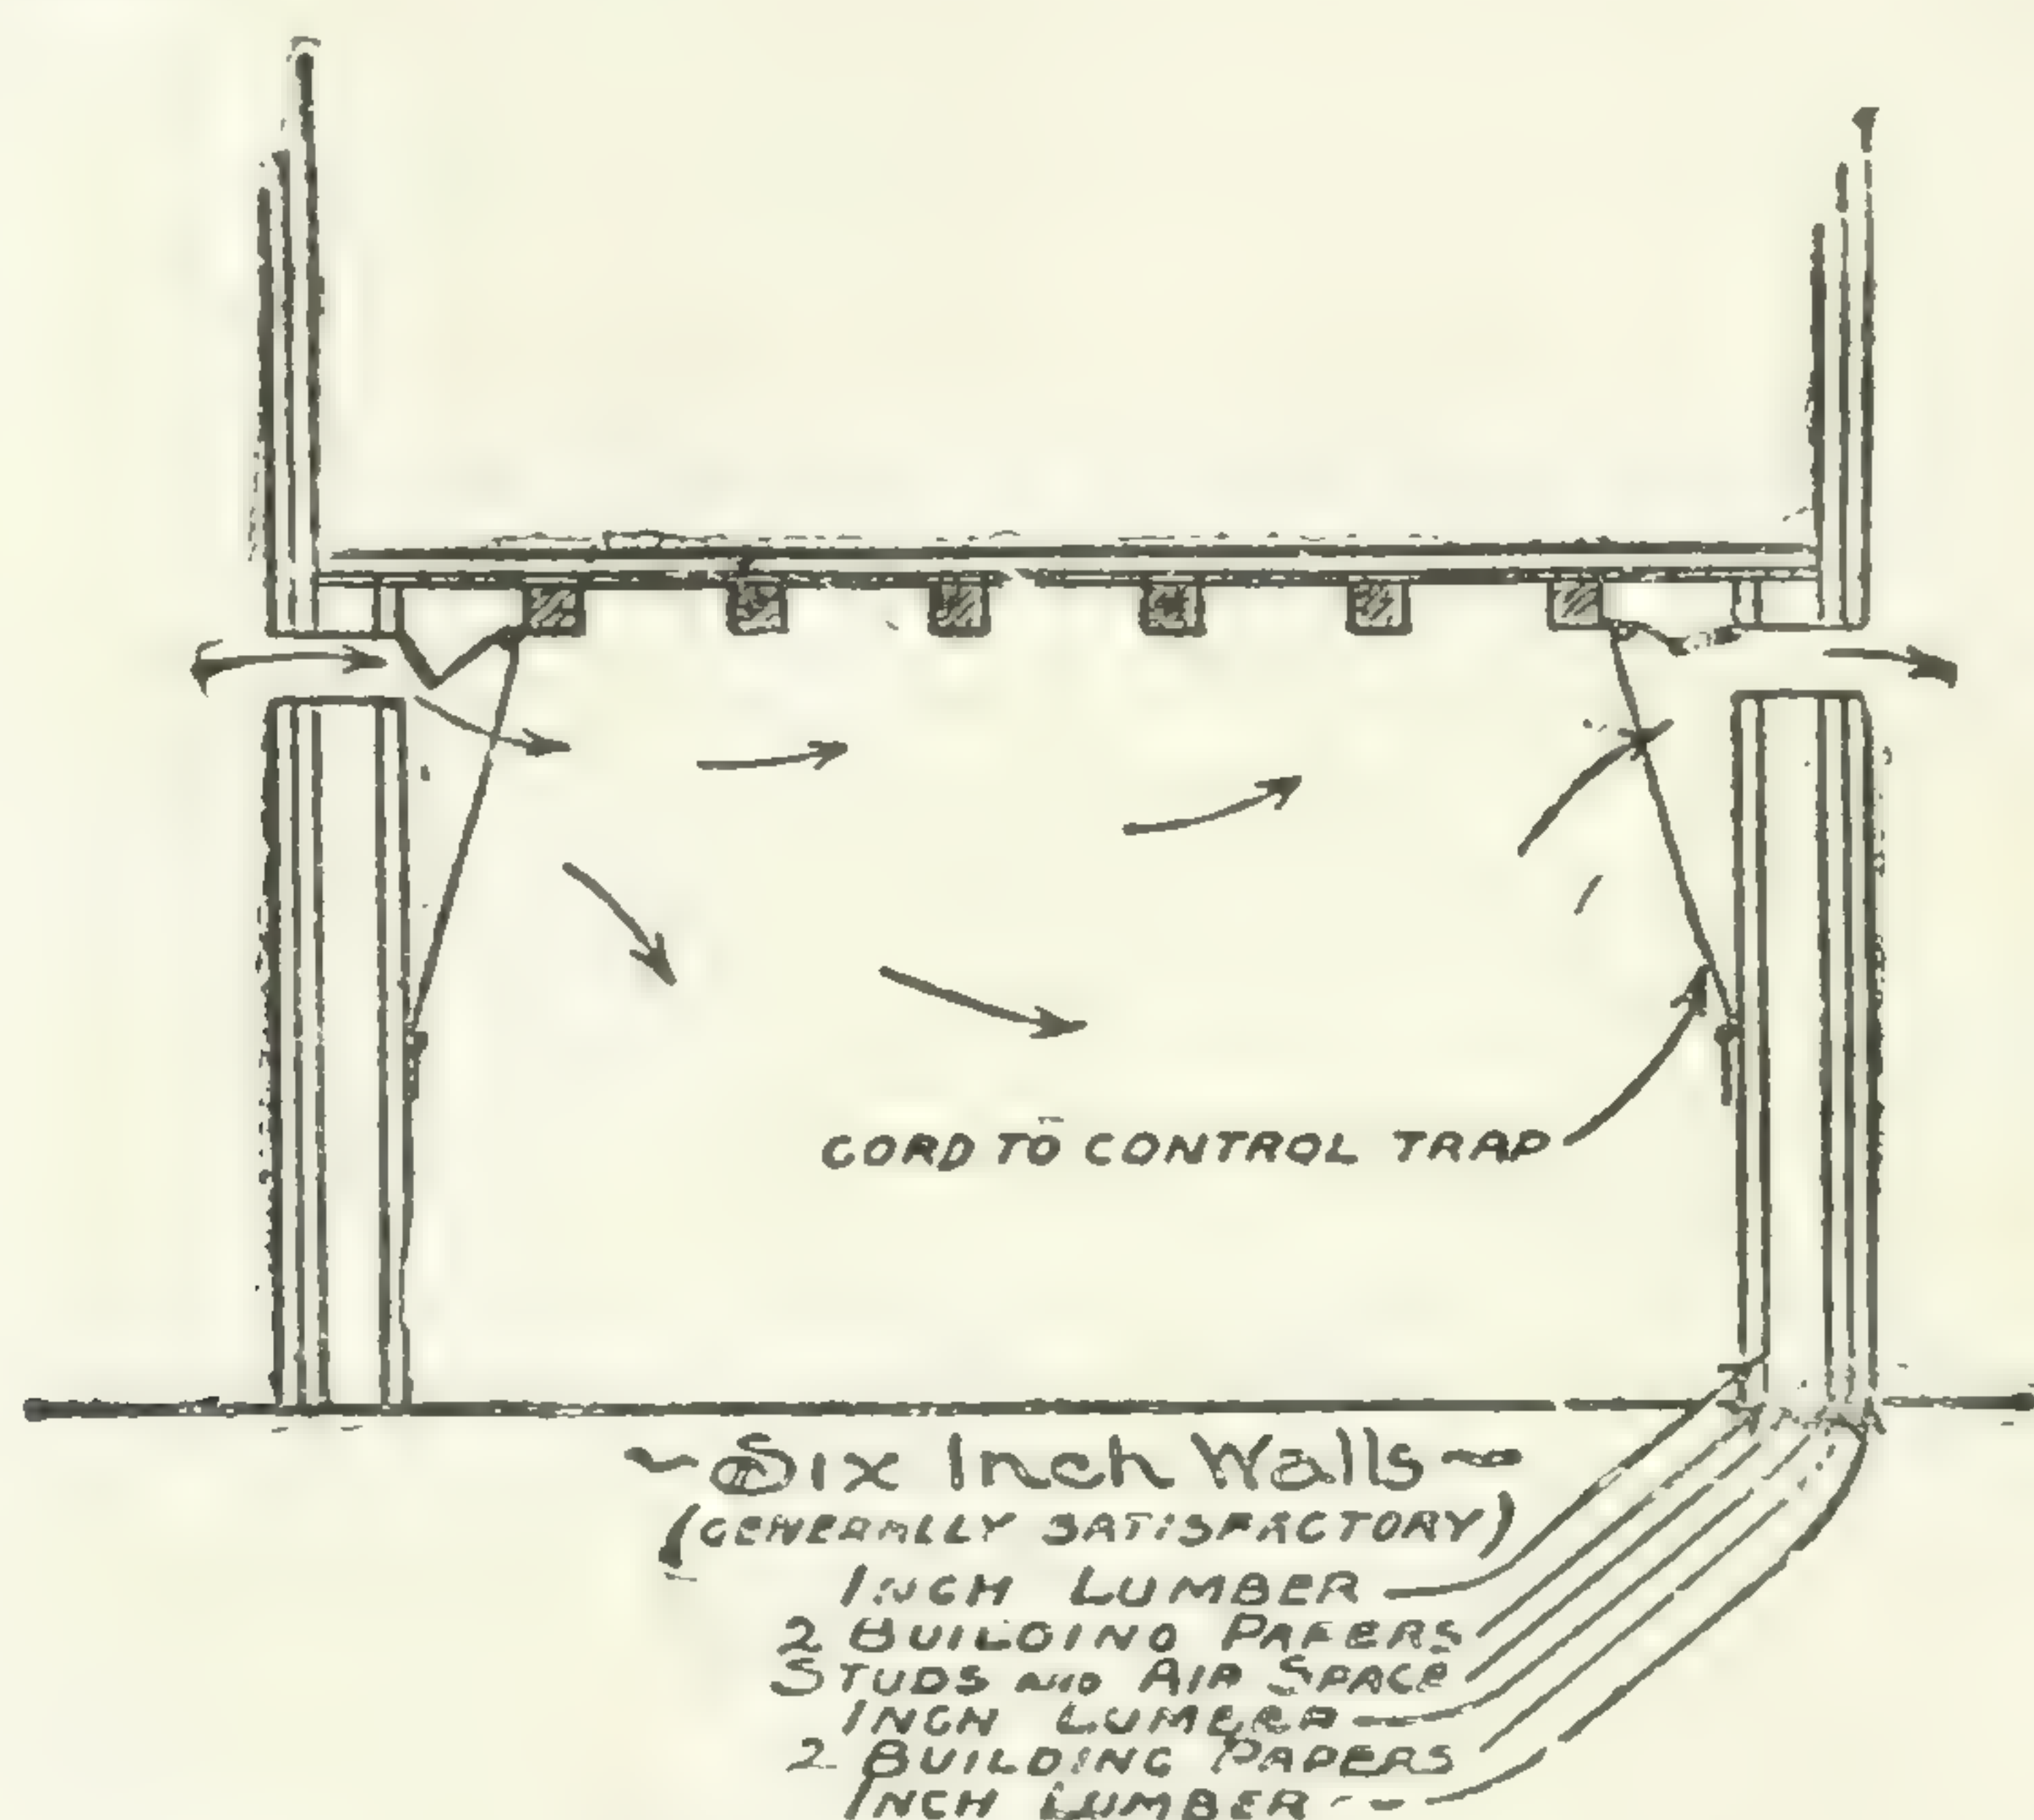 CORD TO CONTROL TRAP
~Six Inch Walls~
(GENERALLY SATISFACTORY)
INCH LUMBER
2 BUILDING PAPERS
STUDS AND AIR SPACE
INCH LUMBER
2 BUILDING PAPERS
INCH LUMBER